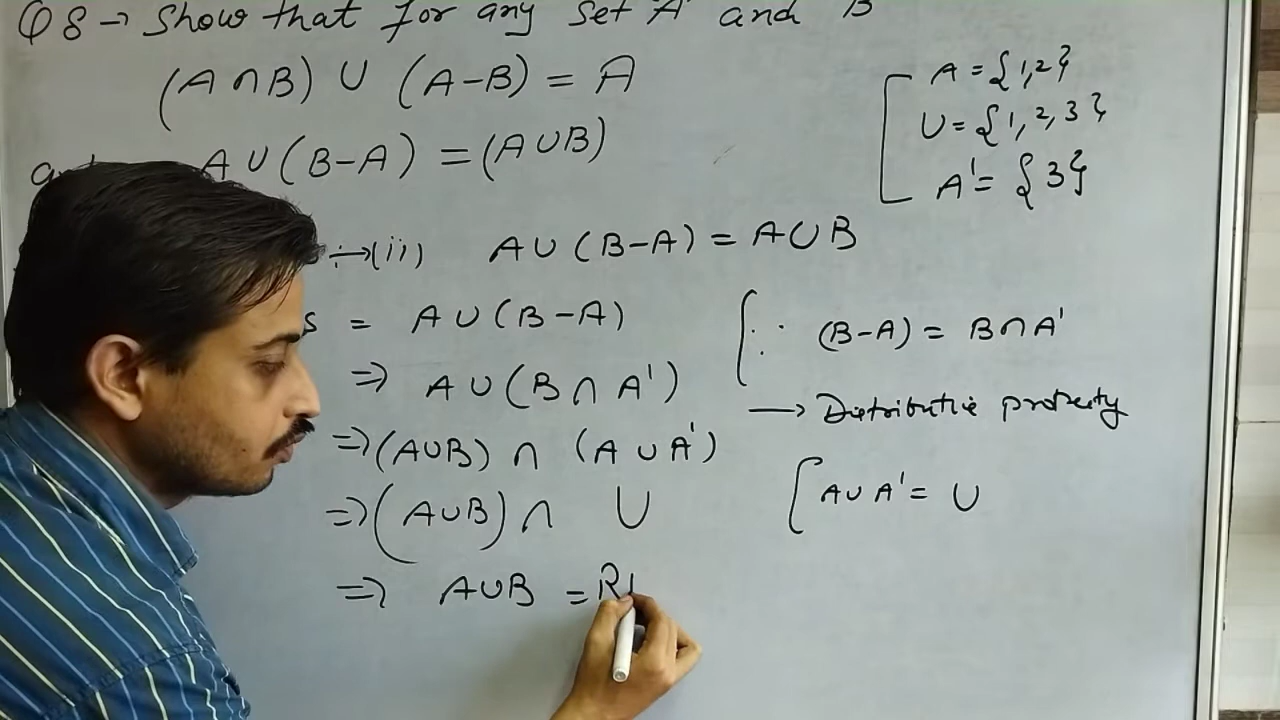 Q8→ Show that for any set A and B
(A∩B) ∪ (A-B) = A
A∪(B-A) = (A∪B)
A = {1,2}
U = {1, 2, 3}
A' = {3}
→(ii) A∪(B-A) = A∪B
s = A∪(B-A)
[∵ (B-A) = B∩A'
⇒ A∪(B∩A')
→ Distributive property
⇒(A∪B) ∩ (A∪A')
[A∪A' = U
⇒(A∪B)∩ U
⇒ A∪B =